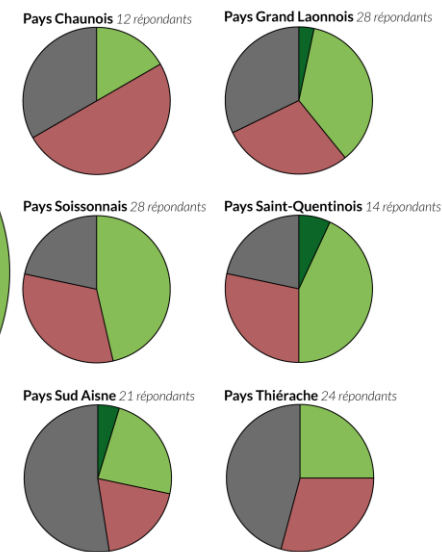 Pays Chaunois 12 répondants
Pays Grand Laonnois 28 répondants
Pays Soissonnais 28 répondants
Pays Saint-Quentinois 14 répondants
Pays Sud Aisne 21 répondants
Pays Thiérache 24 répondants